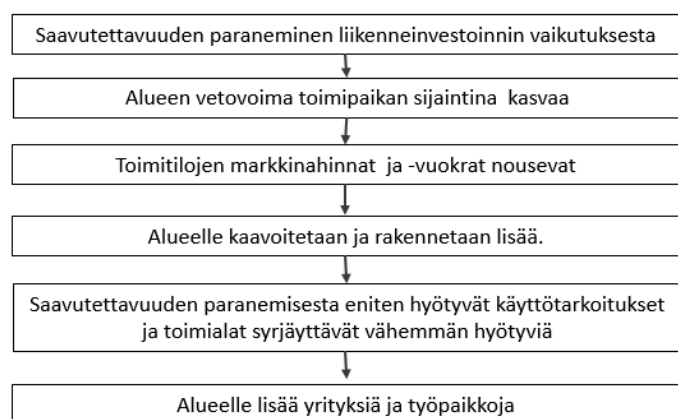 Saavutettavuuden paraneminen liikenneinvestoinnin vaikutuksesta
Alueen vetovoima toimipaikan sijaintina kasvaa
Toimitilojen markkinahinnat ja -vuokrat nousevat
Alueelle kaavoitetaan ja rakennetaan lisää.
Saavutettavuuden paranemisesta eniten hyötyvät käyttötarkoitukset
ja toimialat syrjäyttävät vähemmän hyötyviä
Alueelle lisää yrityksiä ja työpaikkoja